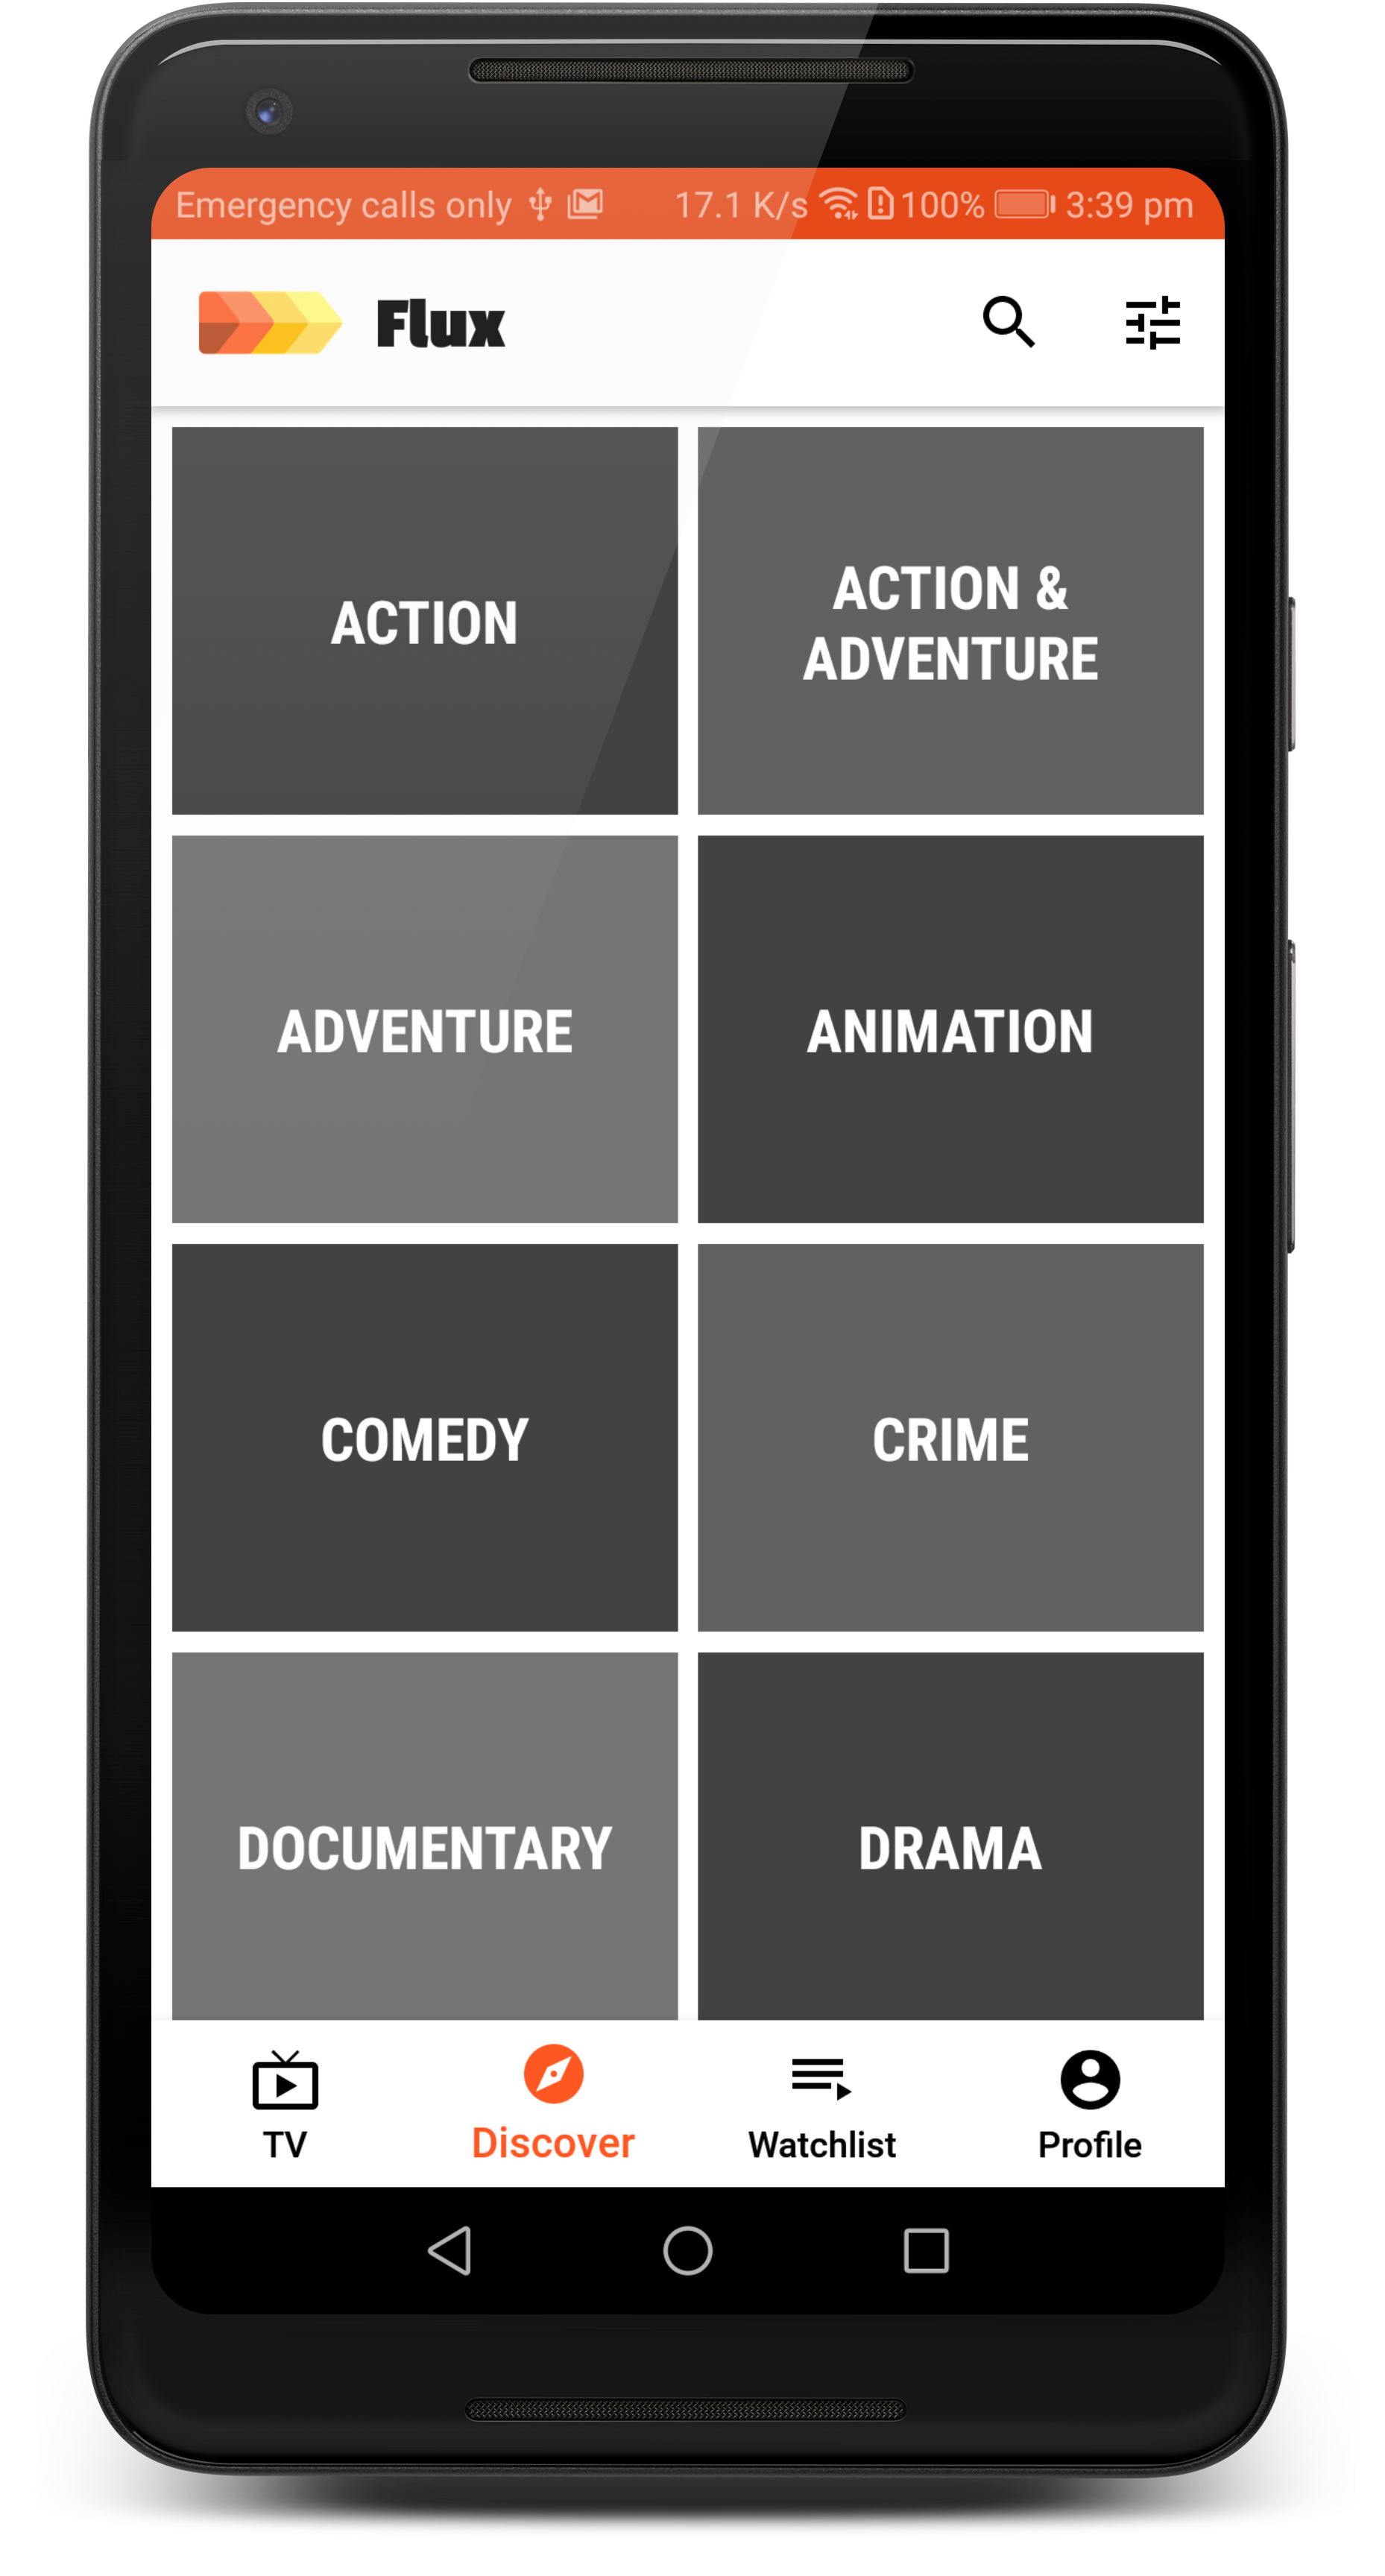 Emergency calls only 17.1 K/s 100% 3:39 pm
Flux
ACTION
ACTION &
ADVENTURE
ADVENTURE
ANIMATION
COMEDY
CRIME
DOCUMENTARY
DRAMA
TV
Discover
Watchlist
Profile